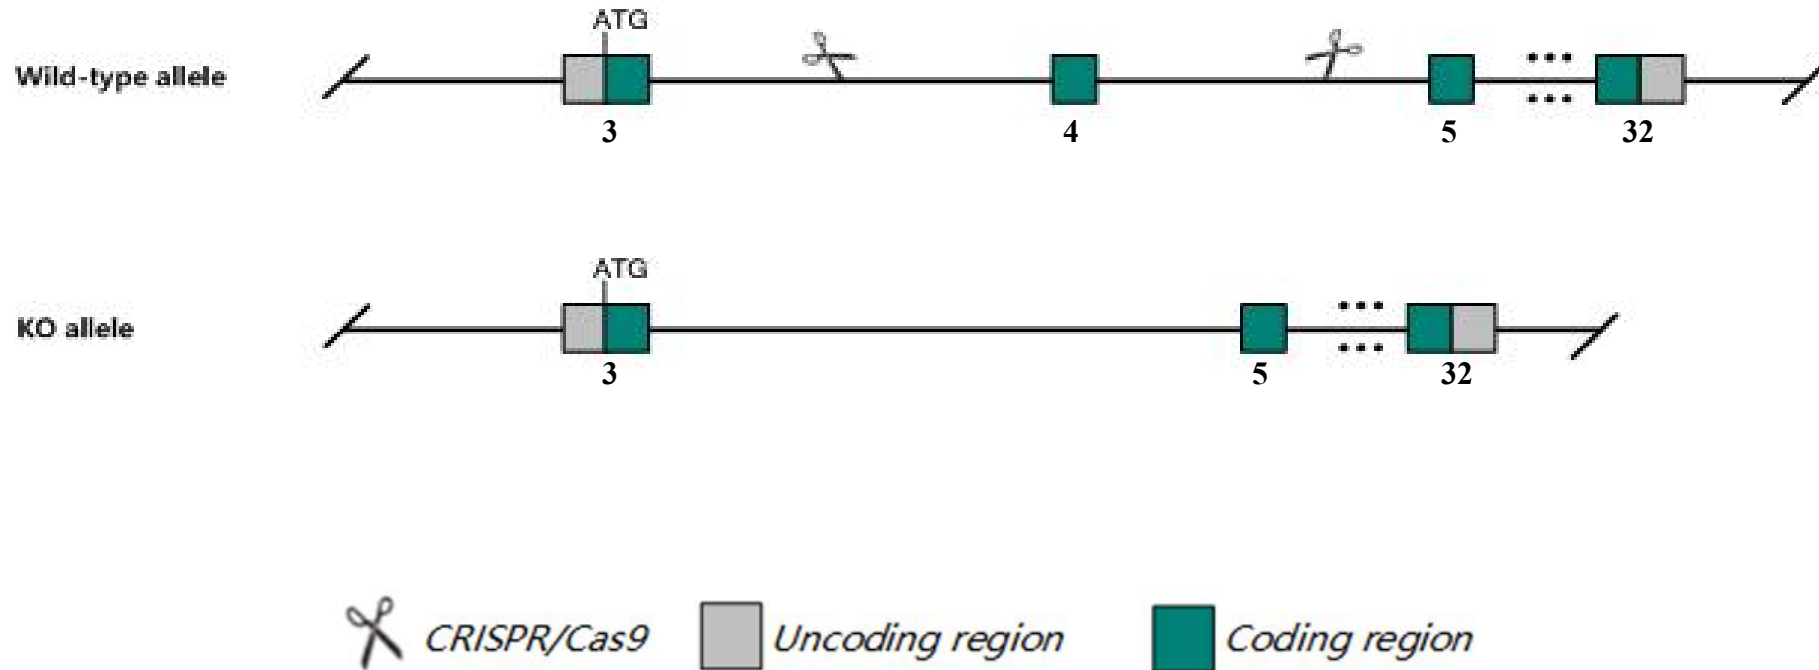 ATG
Wild-type allele
3 4 5 32
ATG
KO allele
3 5 32
CRISPR/Cas9 Uncoding region Coding region